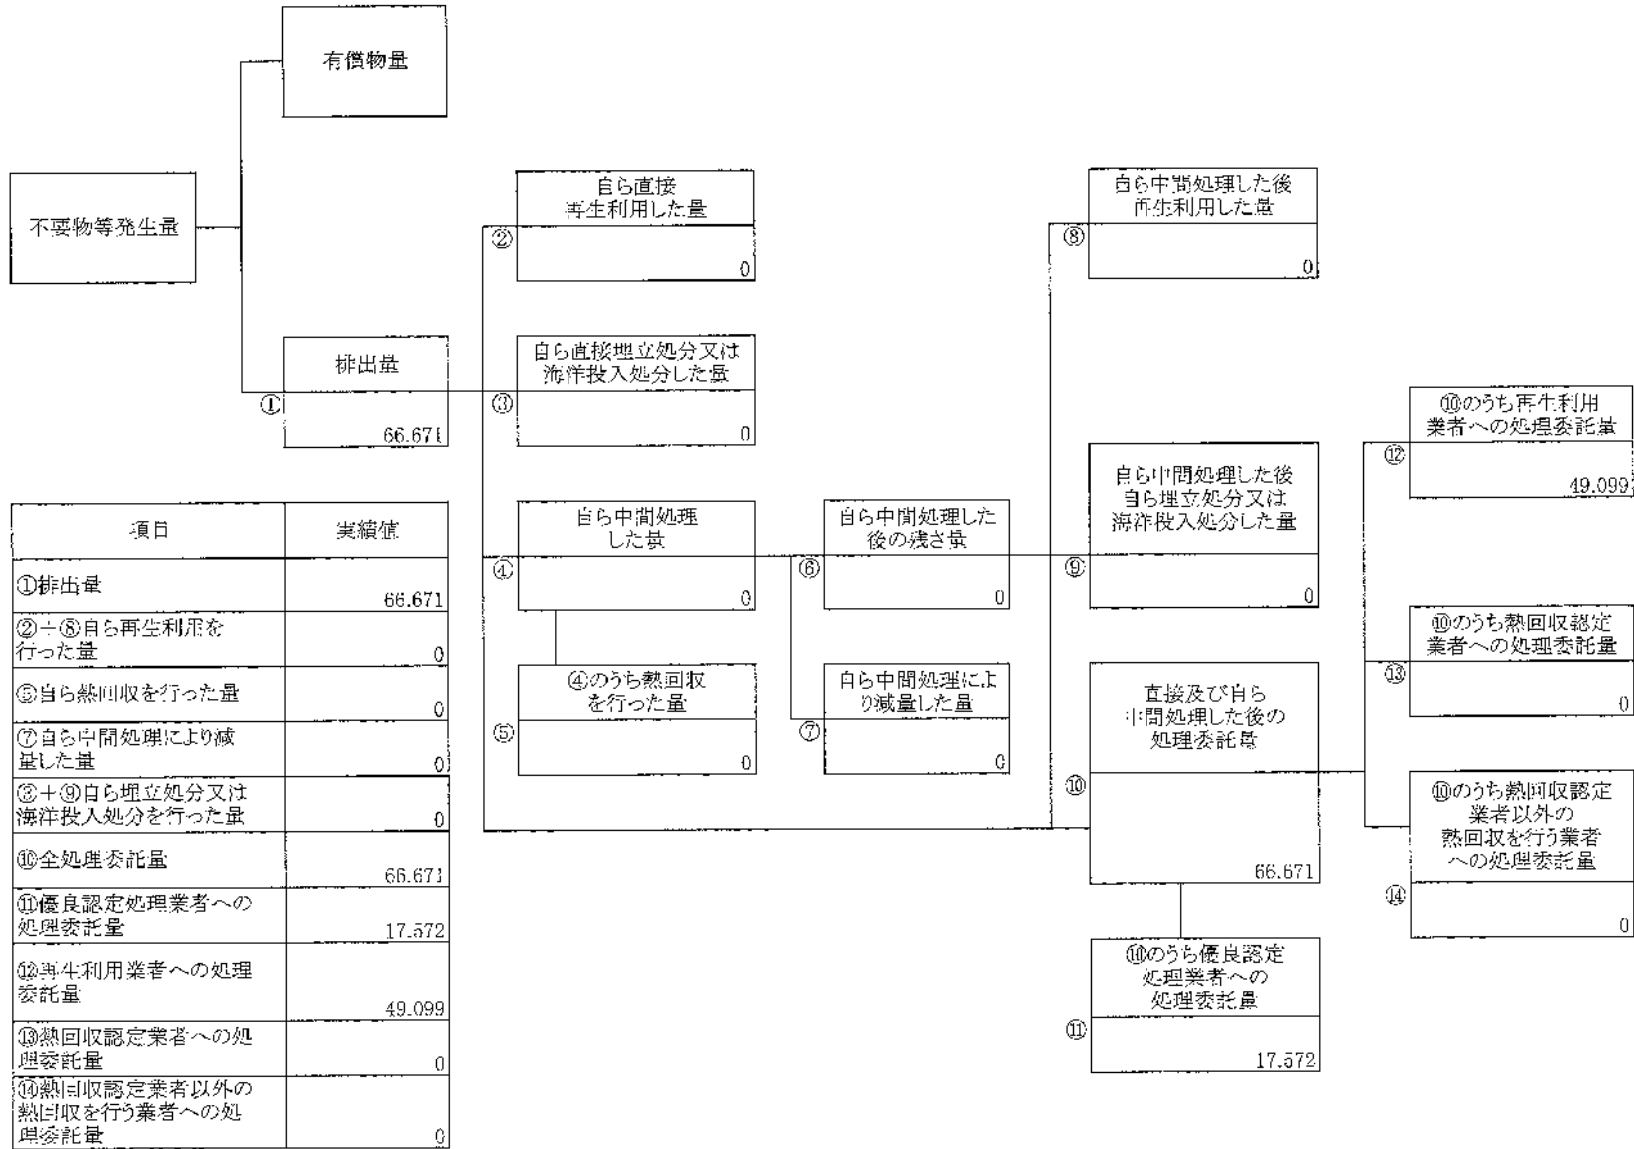 有償物量
不要物等発生量
自ら直接
再生利用した量
②
0
自ら中間処理した後
再生利用した量
⑧
0
排出量
①
66.671
自ら直接埋立処分又は
海洋投入処分した量
③
0
⑩のうち再生利用
業者への処理委託量
⑫
49.099
自ら中間処理
した量
④
0
自ら中間処理した
後の残さ量
⑥
0
自ら中間処理した後
自ら埋立処分又は
海洋投入処分した量
⑨
0
⑩のうち熱回収認定
業者への処理委託量
⑬
0
④のうち熱回収
を行った量
⑤
0
自ら中間処理によ
り減量した量
⑦
0
直接及び自ら
中間処理した後の
処理委託量
⑩
66.671
⑩のうち熱回収認定
業者以外の
熱回収を行う業者
への処理委託量
⑭
0
⑩のうち優良認定
処理業者への
処理委託量
⑪
17.572
項目 実績値
①排出量
66.671
②+⑧自ら再生利用を
行った量 0
⑤自ら熱回収を行った量
0
⑦自ら中間処理により減
量した量 0
③+⑨自ら埋立処分又は
海洋投入処分を行った量 0
⑩全処理委託量
66.671
⑪優良認定処理業者への
処理委託量 17.572
⑫再生利用業者への処理
委託量
49.099
⑬熱回収認定業者への処
理委託量 0
⑭熱回収認定業者以外の
熱回収を行う業者への処
理委託量 0